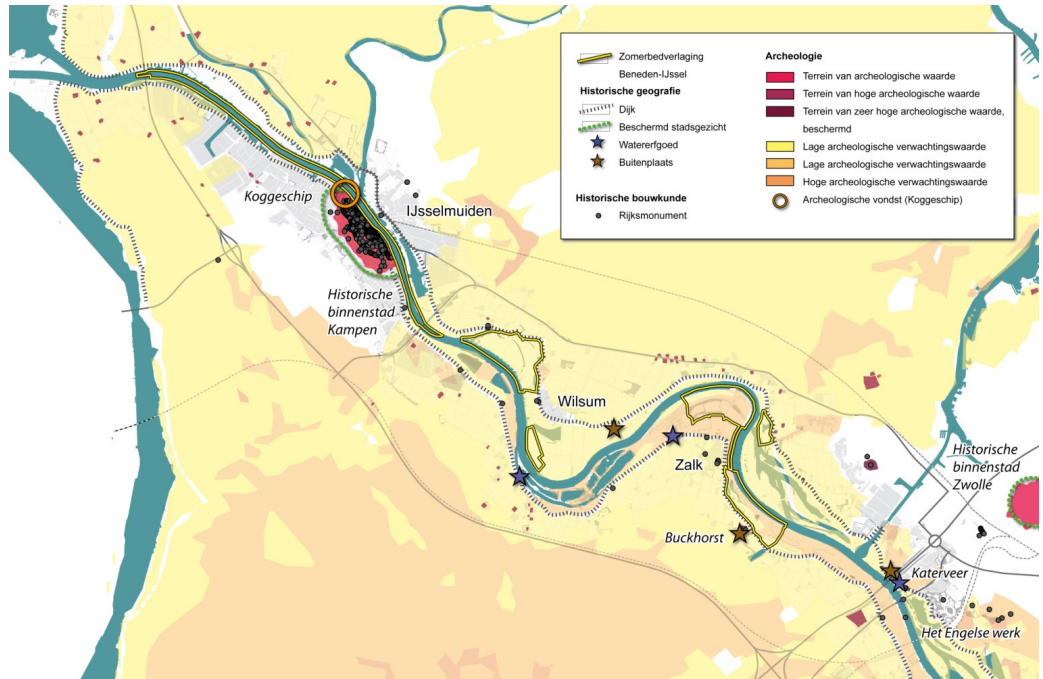 Zomerbedverlaging
Beneden-IJssel
Historische geografie
Dijk
Beschermd stadsgezicht
Watererfgoed
Buitenplaats
Historische bouwkunde
Rijksmonument
Archeologie
Terrein van archeologische waarde
Terrein van hoge archeologische waarde
Terrein van zeer hoge archeologische waarde,
beschermd
Lage archeologische verwachtingswaarde
Lage archeologische verwachtingswaarde
Hoge archeologische verwachtingswaarde
Archeologische vondst (Koggeschip)
Koggeschip
IJsselmuiden
Historische
binnenstad
Kampen
Wilsum
Zalk
Historische
binnenstad
Zwolle
Buckhorst
Katerveer
Het Engelse werk